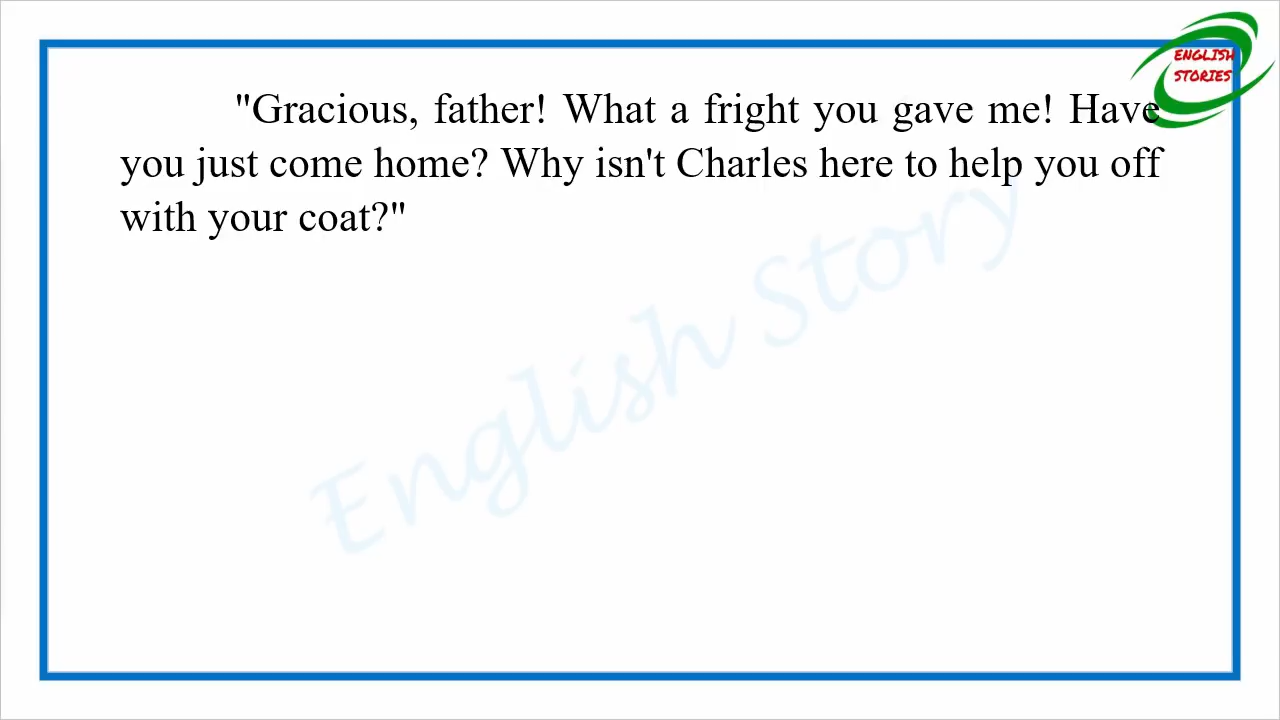 ENGLISH
STORIES
"Gracious, father! What a fright you gave me! Have
you just come home? Why isn't Charles here to help you off
with your coat?"
English Story